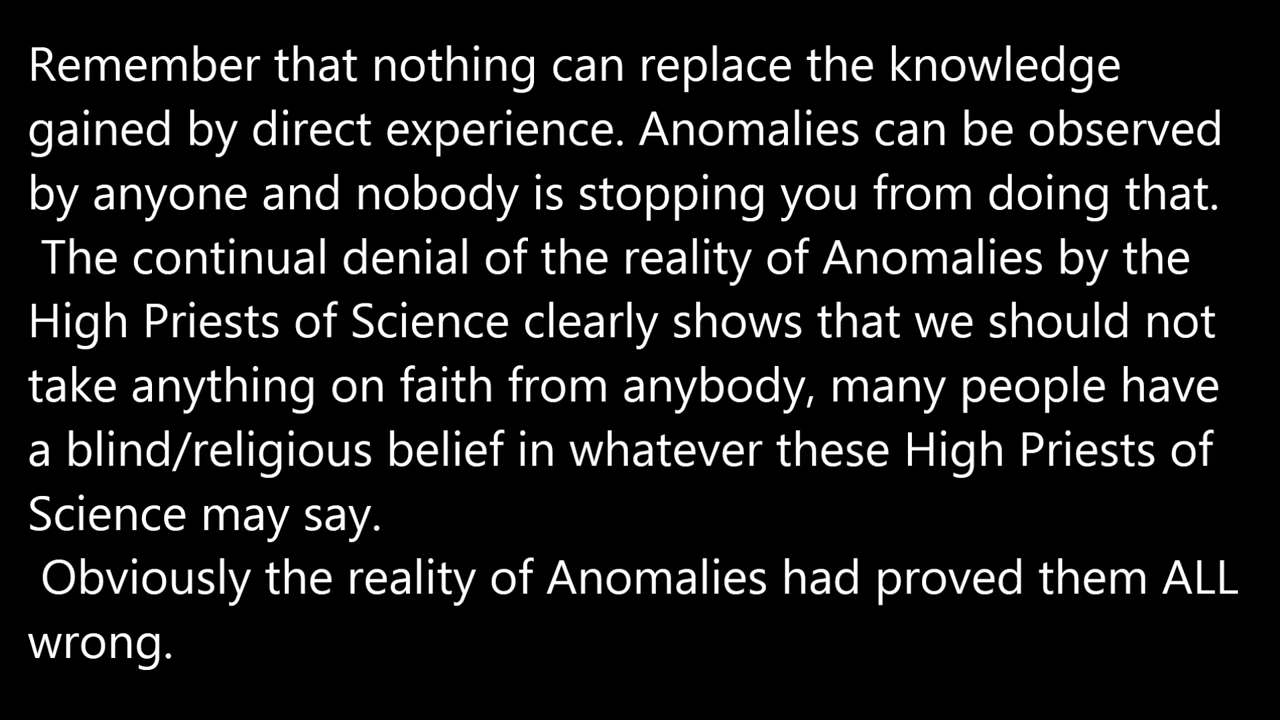 Remember that nothing can replace the knowledge
gained by direct experience. Anomalies can be observed
by anyone and nobody is stopping you from doing that.
The continual denial of the reality of Anomalies by the
High Priests of Science clearly shows that we should not
take anything on faith from anybody, many people have
a blind/religious belief in whatever these High Priests of
Science may say.
Obviously the reality of Anomalies had proved them ALL
wrong.